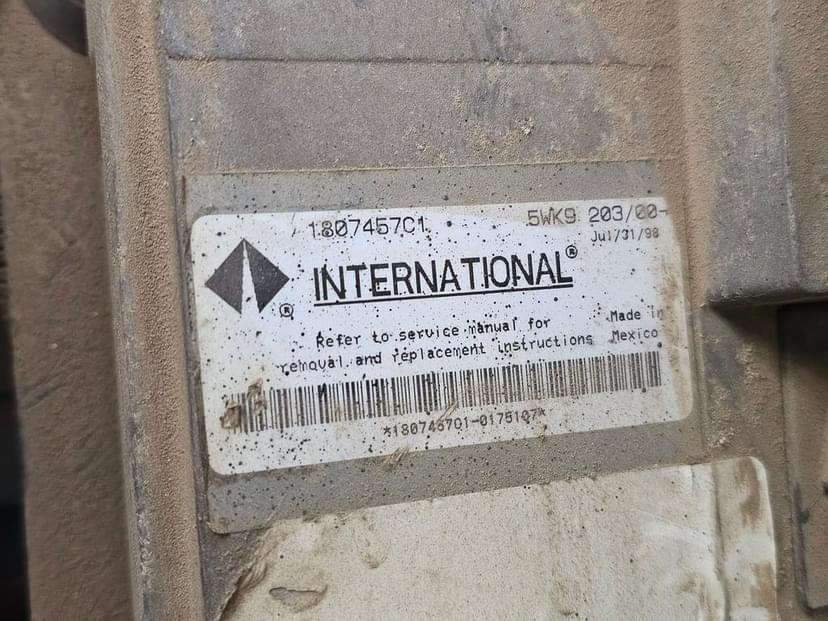 1807457C1
5WK9 203/00-
Jul/31/98
INTERNATIONAL®
®
Refer to service manual for
removal and replacement instructions
Made in
Mexico
*1807457C1-0175107*